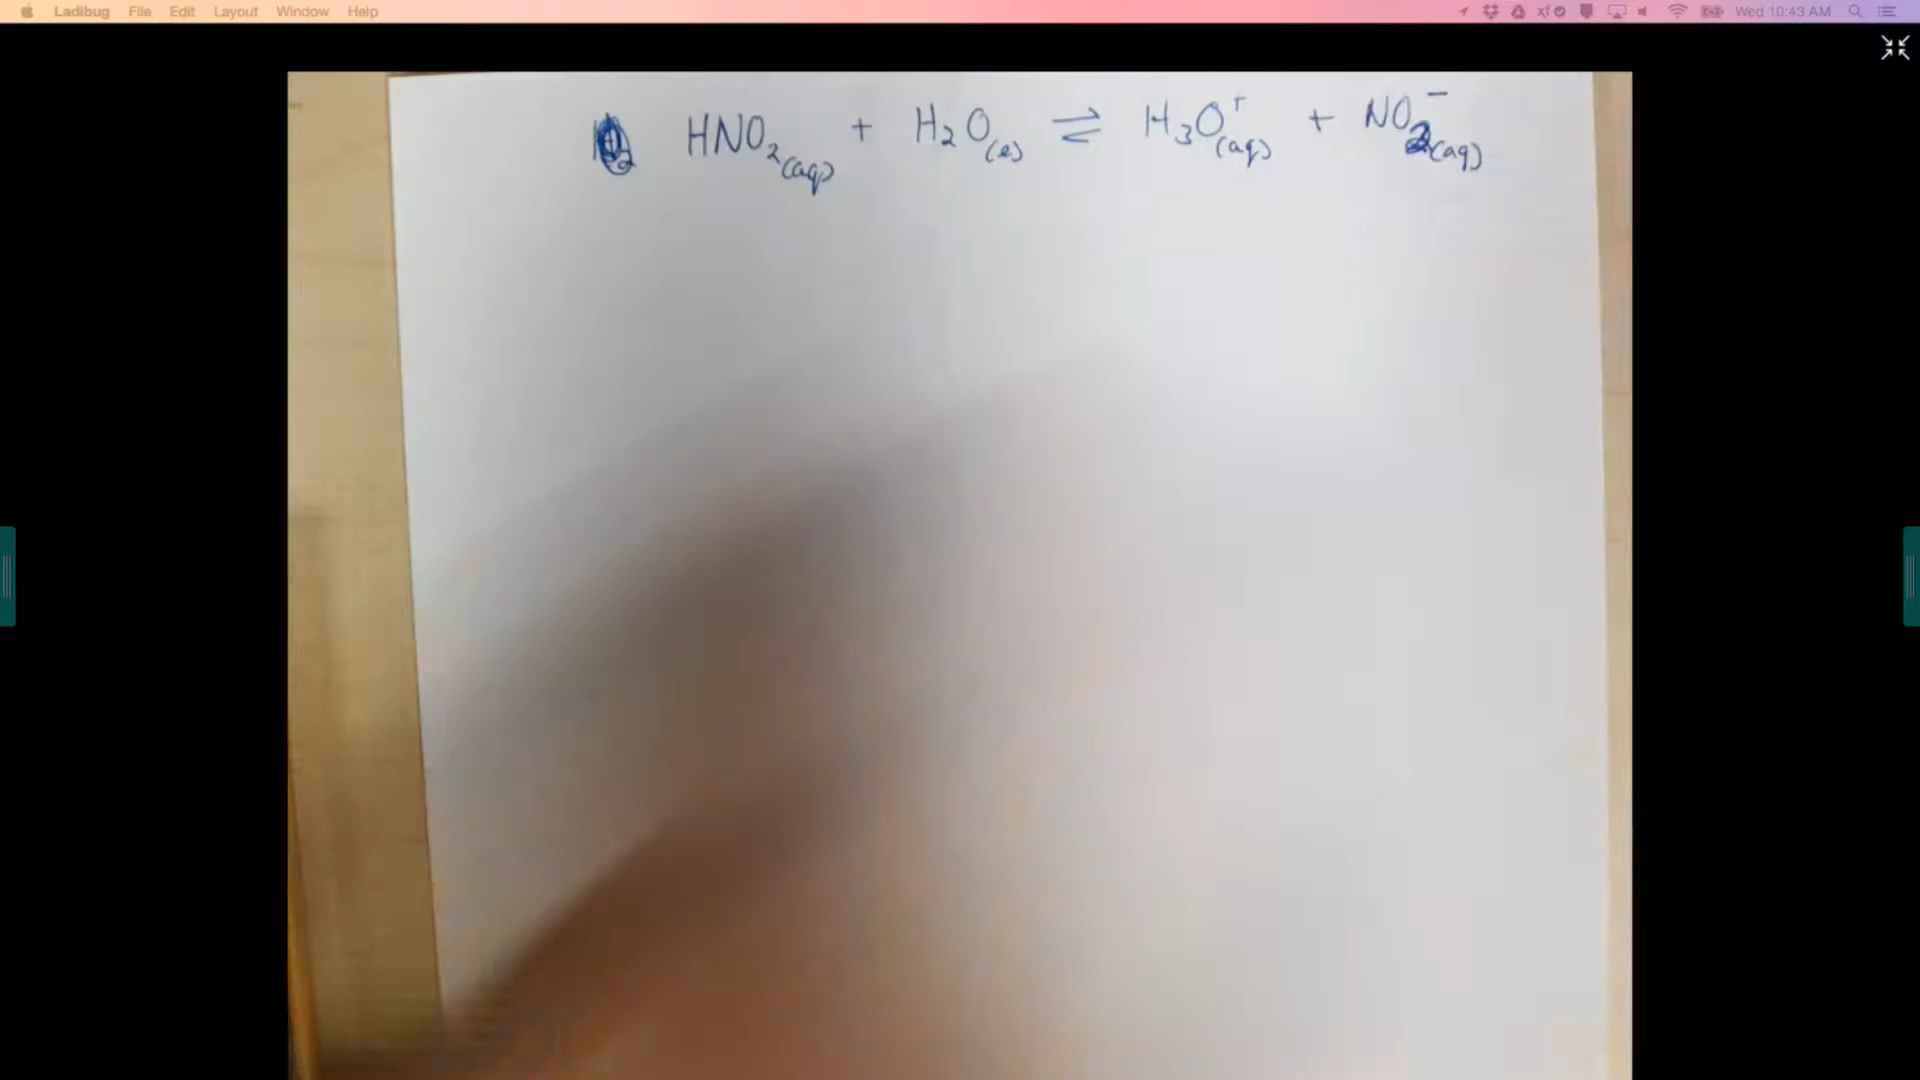 Ladibug File Edit Layout Window Help Wed 10:43 AM
HNO₂(aq) + H₂O(l) ⇌ H₃O⁺(aq) + NO₂⁻(aq)